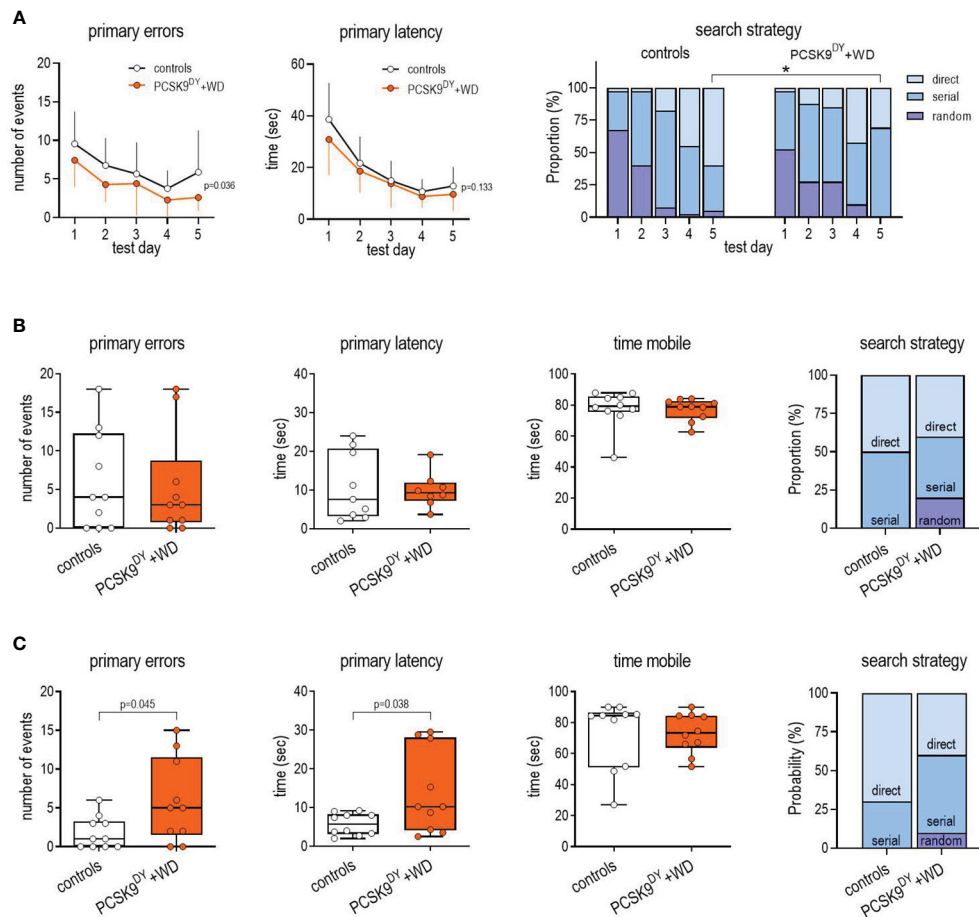 A
primary errors
number of events
20
15
10
5
0
controls
PCSK9DY+WD
p=0.036
1 2 3 4 5
test day
primary latency
time (sec)
60
40
20
0
controls
PCSK9DY+WD
p=0.133
1 2 3 4 5
test day
search strategy
controls
PCSK9DY+WD
*
Proportion (%)
100
75
50
25
0
direct
serial
random
1 2 3 4 5
1 2 3 4 5
test day
B
primary errors
number of events
20
15
10
5
0
controls
PCSK9DY+WD
primary latency
time (sec)
40
30
20
10
0
controls
PCSK9DY+WD
time mobile
time (sec)
100
80
60
40
20
0
controls
PCSK9DY+WD
search strategy
Proportion (%)
100
75
50
25
0
direct
serial
direct
serial
random
controls
PCSK9DY+WD
C
primary errors
number of events
20
15
10
5
0
p=0.045
controls
PCSK9DY+WD
primary latency
time (sec)
40
30
20
10
0
p=0.038
controls
PCSK9DY+WD
time mobile
time (sec)
100
80
60
40
20
0
controls
PCSK9DY+WD
search strategy
Probability (%)
100
75
50
25
0
direct
serial
direct
serial
random
controls
PCSK9DY+WD